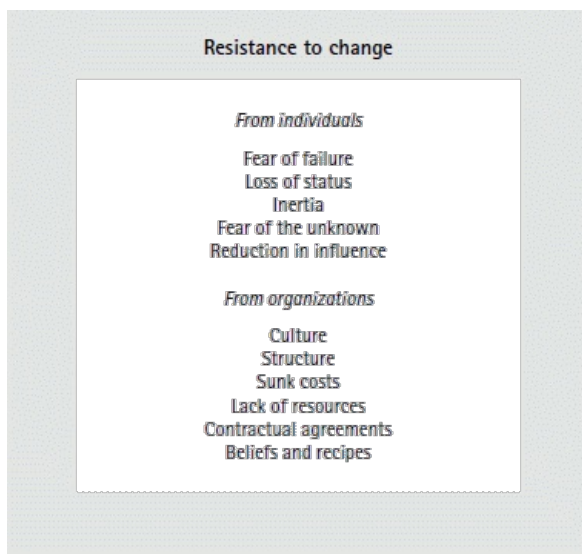 Resistance to change
From individuals
Fear of failure
Loss of status
Inertia
Fear of the unknown
Reduction in influence
From organizations
Culture
Structure
Sunk costs
Lack of resources
Contractual agreements
Beliefs and recipes